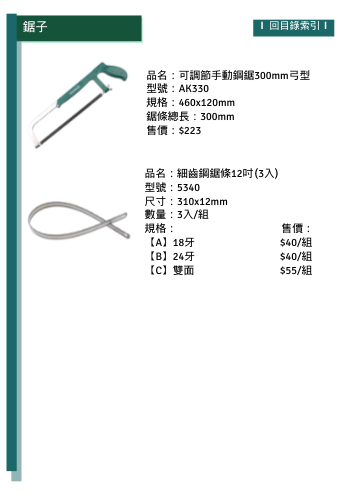 鋸子
回目錄索引
品名：可調節手動鋼鋸300mm弓型
型號：AK330
規格：460x120mm
鋸條總長：300mm
售價：$223
品名：細齒鋼鋸條12吋(3入)
型號：5340
尺寸：310x12mm
數量：3入/組
規格： 售價：
【A】18牙 $40/組
【B】24牙 $40/組
【C】雙面 $55/組